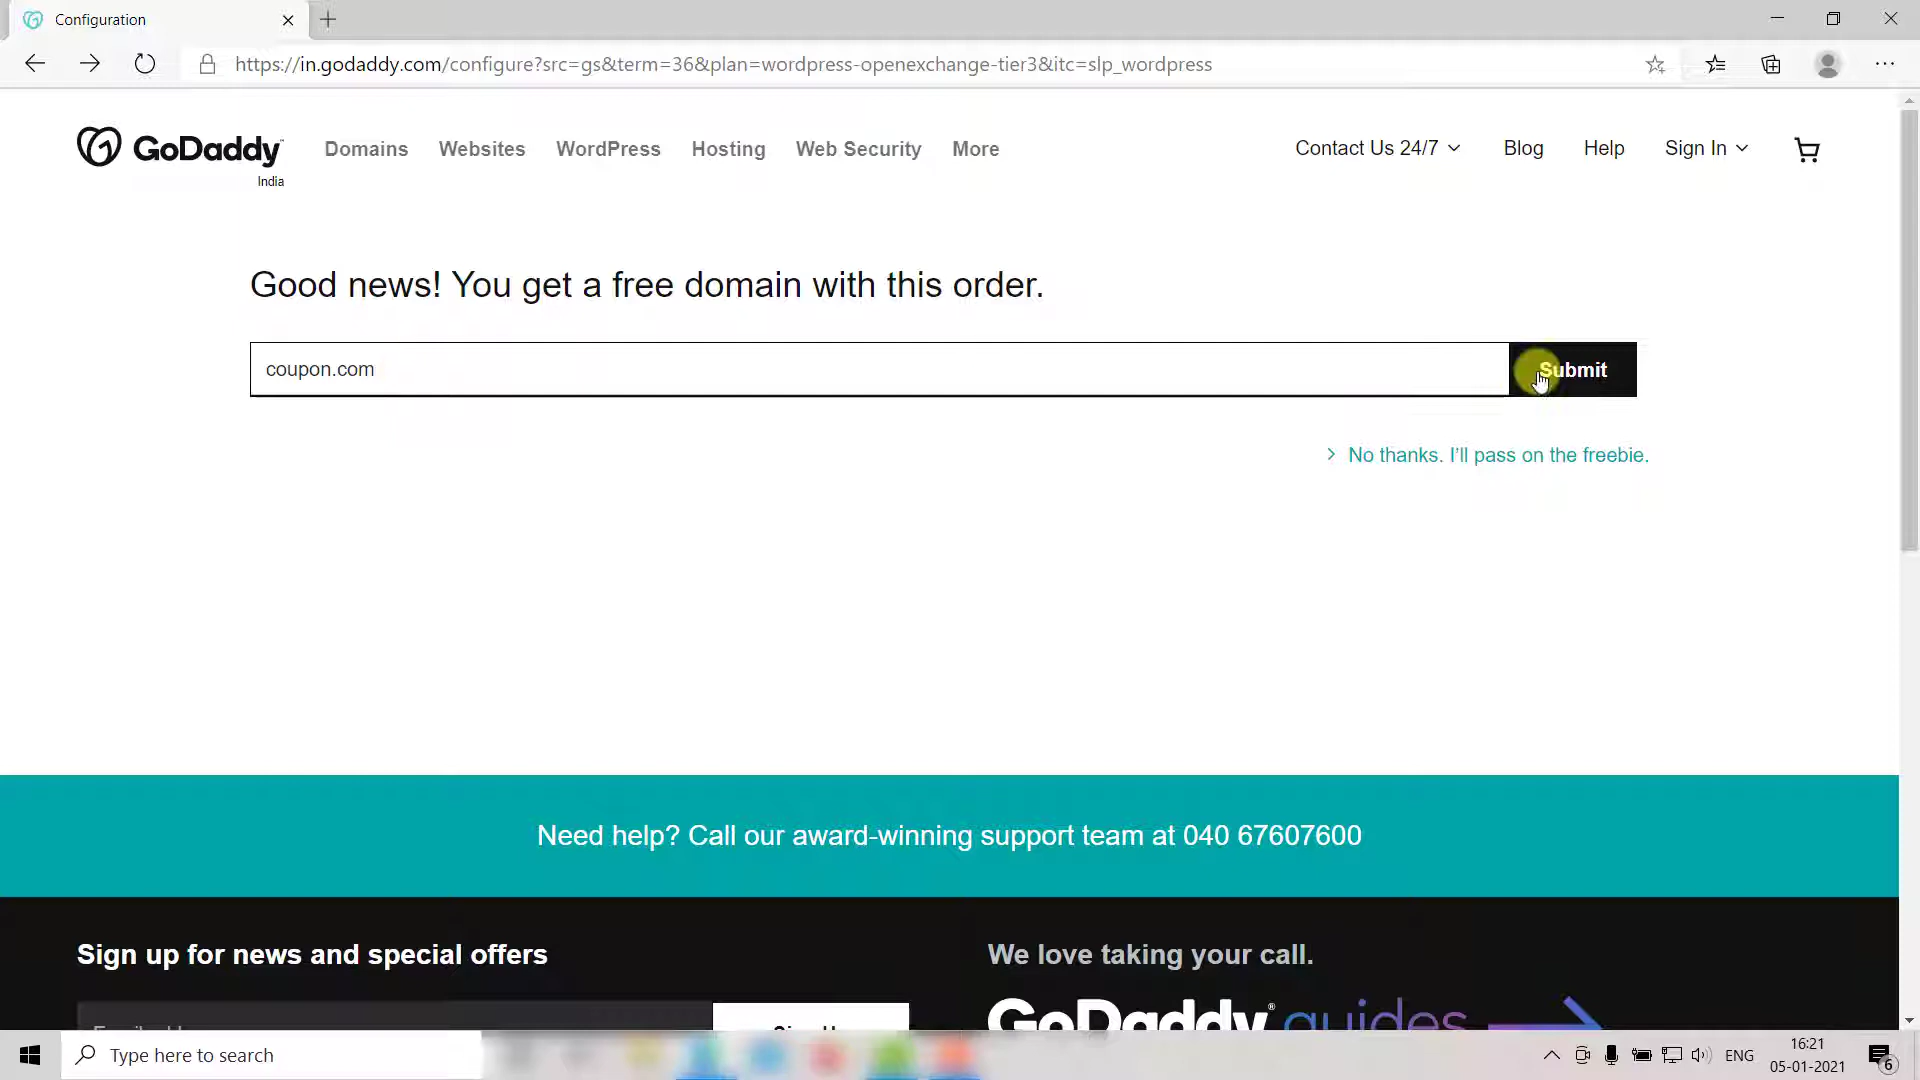 Configuration
https://in.godaddy.com/configure?src=gs&term=36&plan=wordpress-openexchange-tier3&itc=slp_wordpress
GoDaddy
India
Domains
Websites
WordPress
Hosting
Web Security
More
Contact Us 24/7
Blog
Help
Sign In
Good news! You get a free domain with this order.
coupon.com
Submit
No thanks. I'll pass on the freebie.
Need help? Call our award-winning support team at 040 67607600
Sign up for news and special offers
We love taking your call.
GoDaddy® guides
Type here to search
ENG
16:21
05-01-2021
6